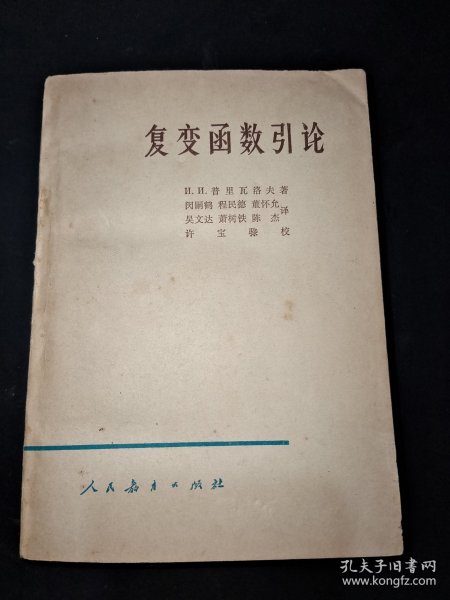 复变函数引论
И. И. 普里瓦洛夫著
闵嗣鹤 程民德 董怀允
吴文达 萧树铁 陈杰 译
许宝騄校
人民教育出版社
孔夫子旧书网
www.kongfz.com